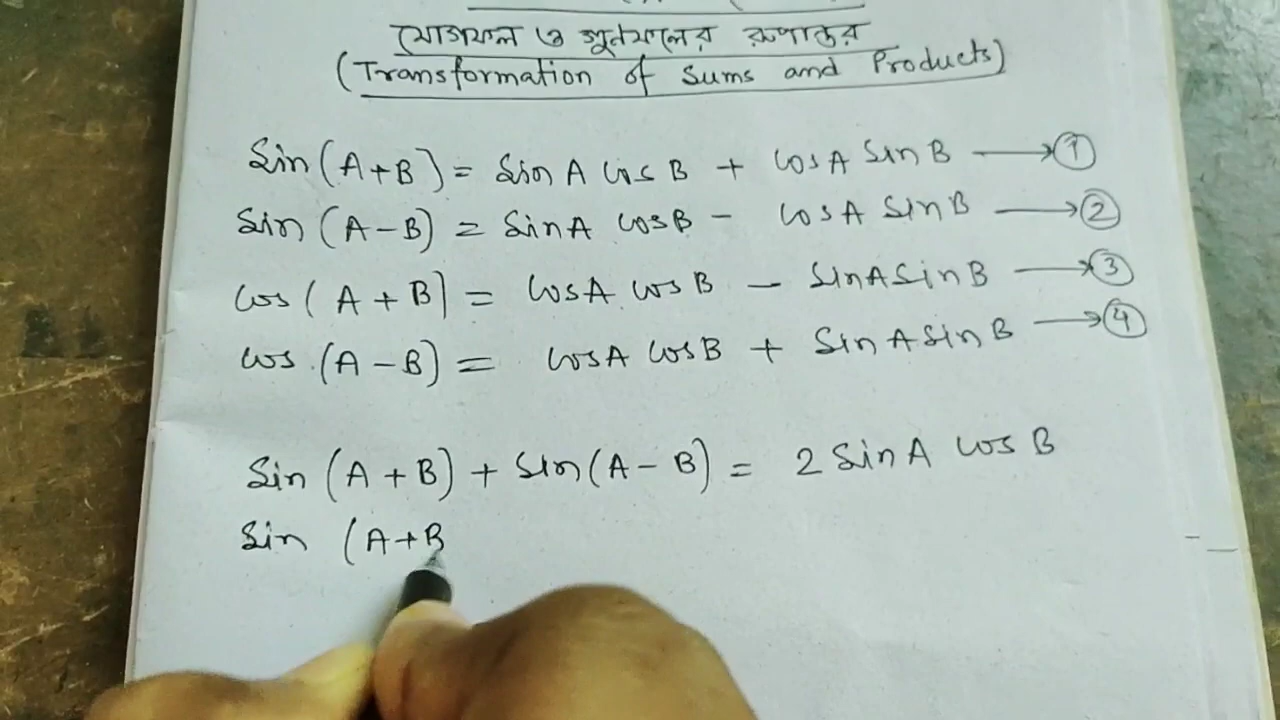 যোগফল ও গুনফলের রূপান্তর
(Transformation of Sums and Products)
Sin (A+B) = Sin A Cos B + Cos A Sin B → ①
Sin (A-B) = Sin A Cos B - Cos A Sin B → ②
Cos (A+B) = Cos A Cos B - Sin A Sin B → ③
Cos (A-B) = Cos A Cos B + Sin A Sin B → ④
Sin (A+B) + Sin (A-B) = 2 Sin A Cos B
Sin (A+B